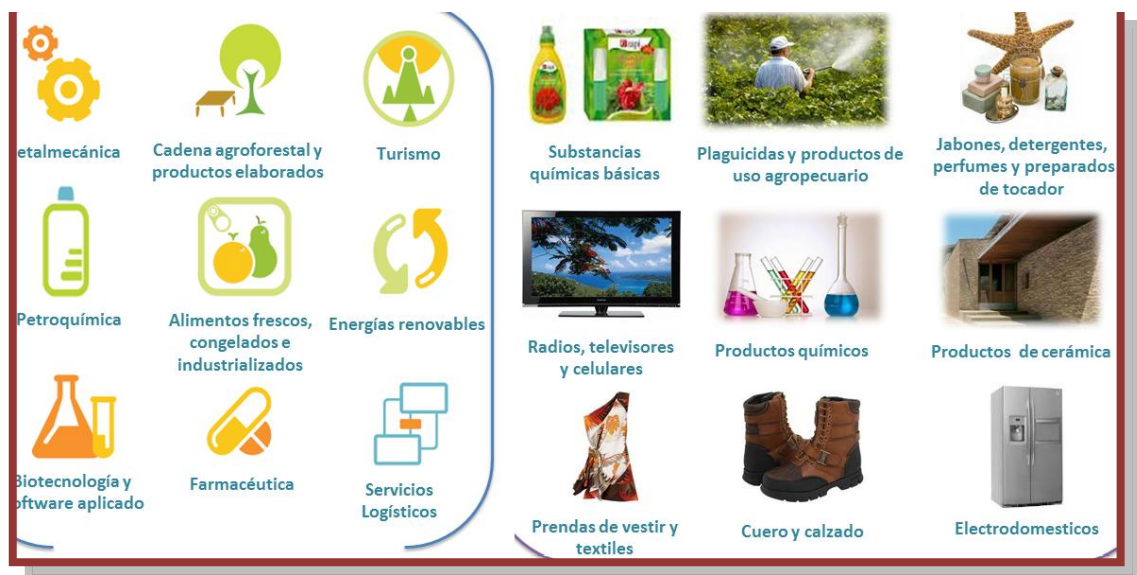 etalmecánica
Cadena agroforestal y
productos elaborados
Turismo
Petroquímica
Alimentos frescos,
congelados e
industrializados
Energías renovables
Biotecnología y
oftware aplicado
Farmacéutica
Servicios
Logísticos
Substancias
químicas básicas
Plaguicidas y productos de
uso agropecuario
Jabones, detergentes,
perfumes y preparados
de tocador
Radios, televisores
y celulares
Productos químicos
Productos de cerámica
Prendas de vestir y
textiles
Cuero y calzado
Electrodomesticos